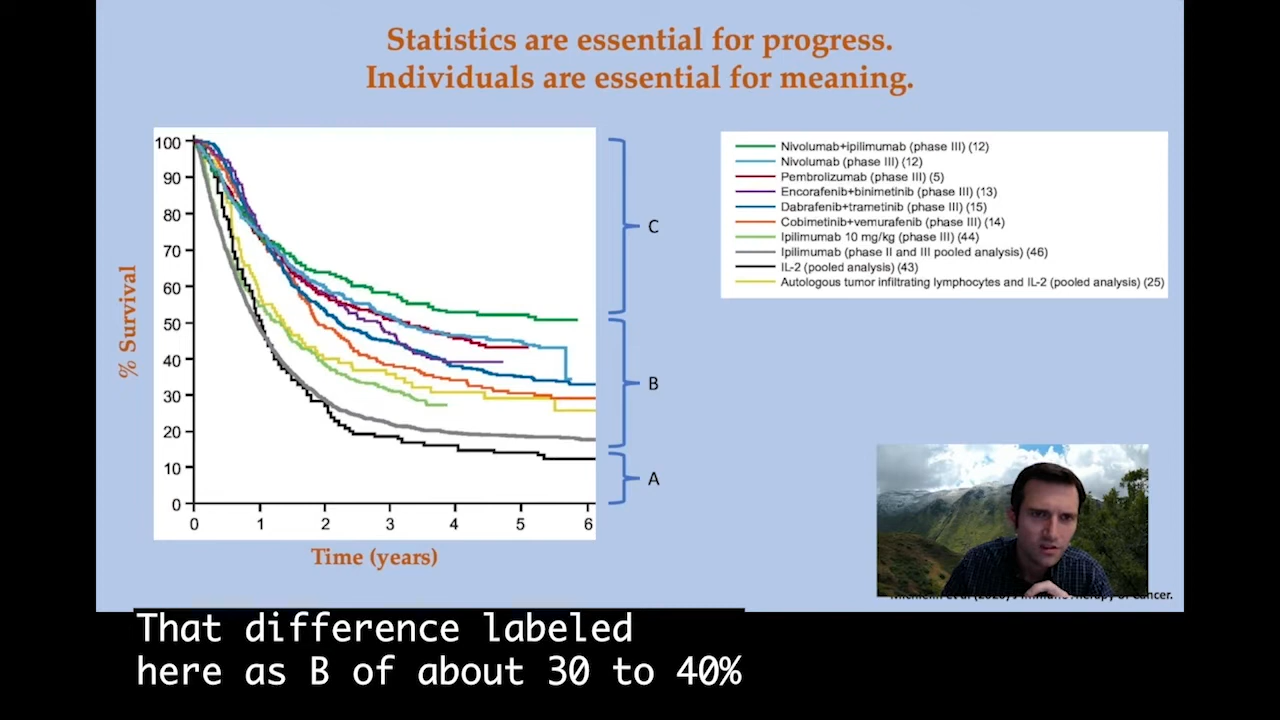 Statistics are essential for progress.
Individuals are essential for meaning.
% Survival
100
90
80
70
60
50
40
30
20
10
0
0 1 2 3 4 5 6
Time (years)
C
B
A
Nivolumab+ipilimumab (phase III) (12)
Nivolumab (phase III) (12)
Pembrolizumab (phase III) (5)
Encorafenib+binimetinib (phase III) (13)
Dabrafenib+trametinib (phase III) (15)
Cobimetinib+vemurafenib (phase III) (14)
Ipilimumab 10 mg/kg (phase III) (44)
Ipilimumab (phase II and III pooled analysis) (46)
IL-2 (pooled analysis) (43)
Autologous tumor infiltrating lymphocytes and IL-2 (pooled analysis) (25)
cancer.
That difference labeled
here as B of about 30 to 40%